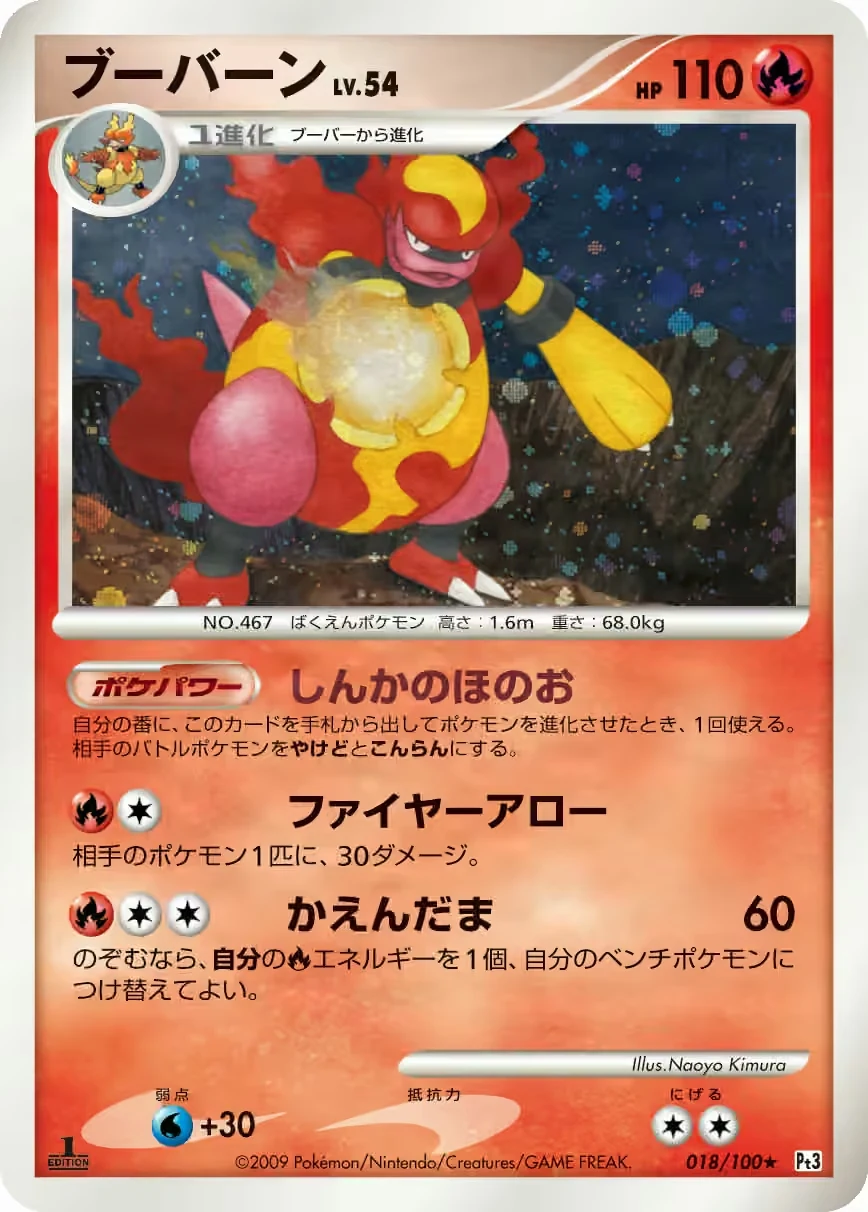 ブーバーン LV.54 HP 110
1進化 ブーバーから進化
NO.467 ばくえんポケモン 高さ：1.6m 重さ：68.0kg
ポケパワー しんかのほのお
自分の番に、このカードを手札から出してポケモンを進化させたとき、1回使える。
相手のバトルポケモンをやけどとこんらんにする。
ファイヤーアロー
相手のポケモン1匹に、30ダメージ。
かえんだま 60
のぞむなら、自分のエネルギーを1個、自分のベンチポケモンに
つけ替えてよい。
Illus.Naoyo Kimura
弱点 抵抗力 にげる
+30
1 EDITION
©2009 Pokémon/Nintendo/Creatures/GAME FREAK. 018/100★ Pt3